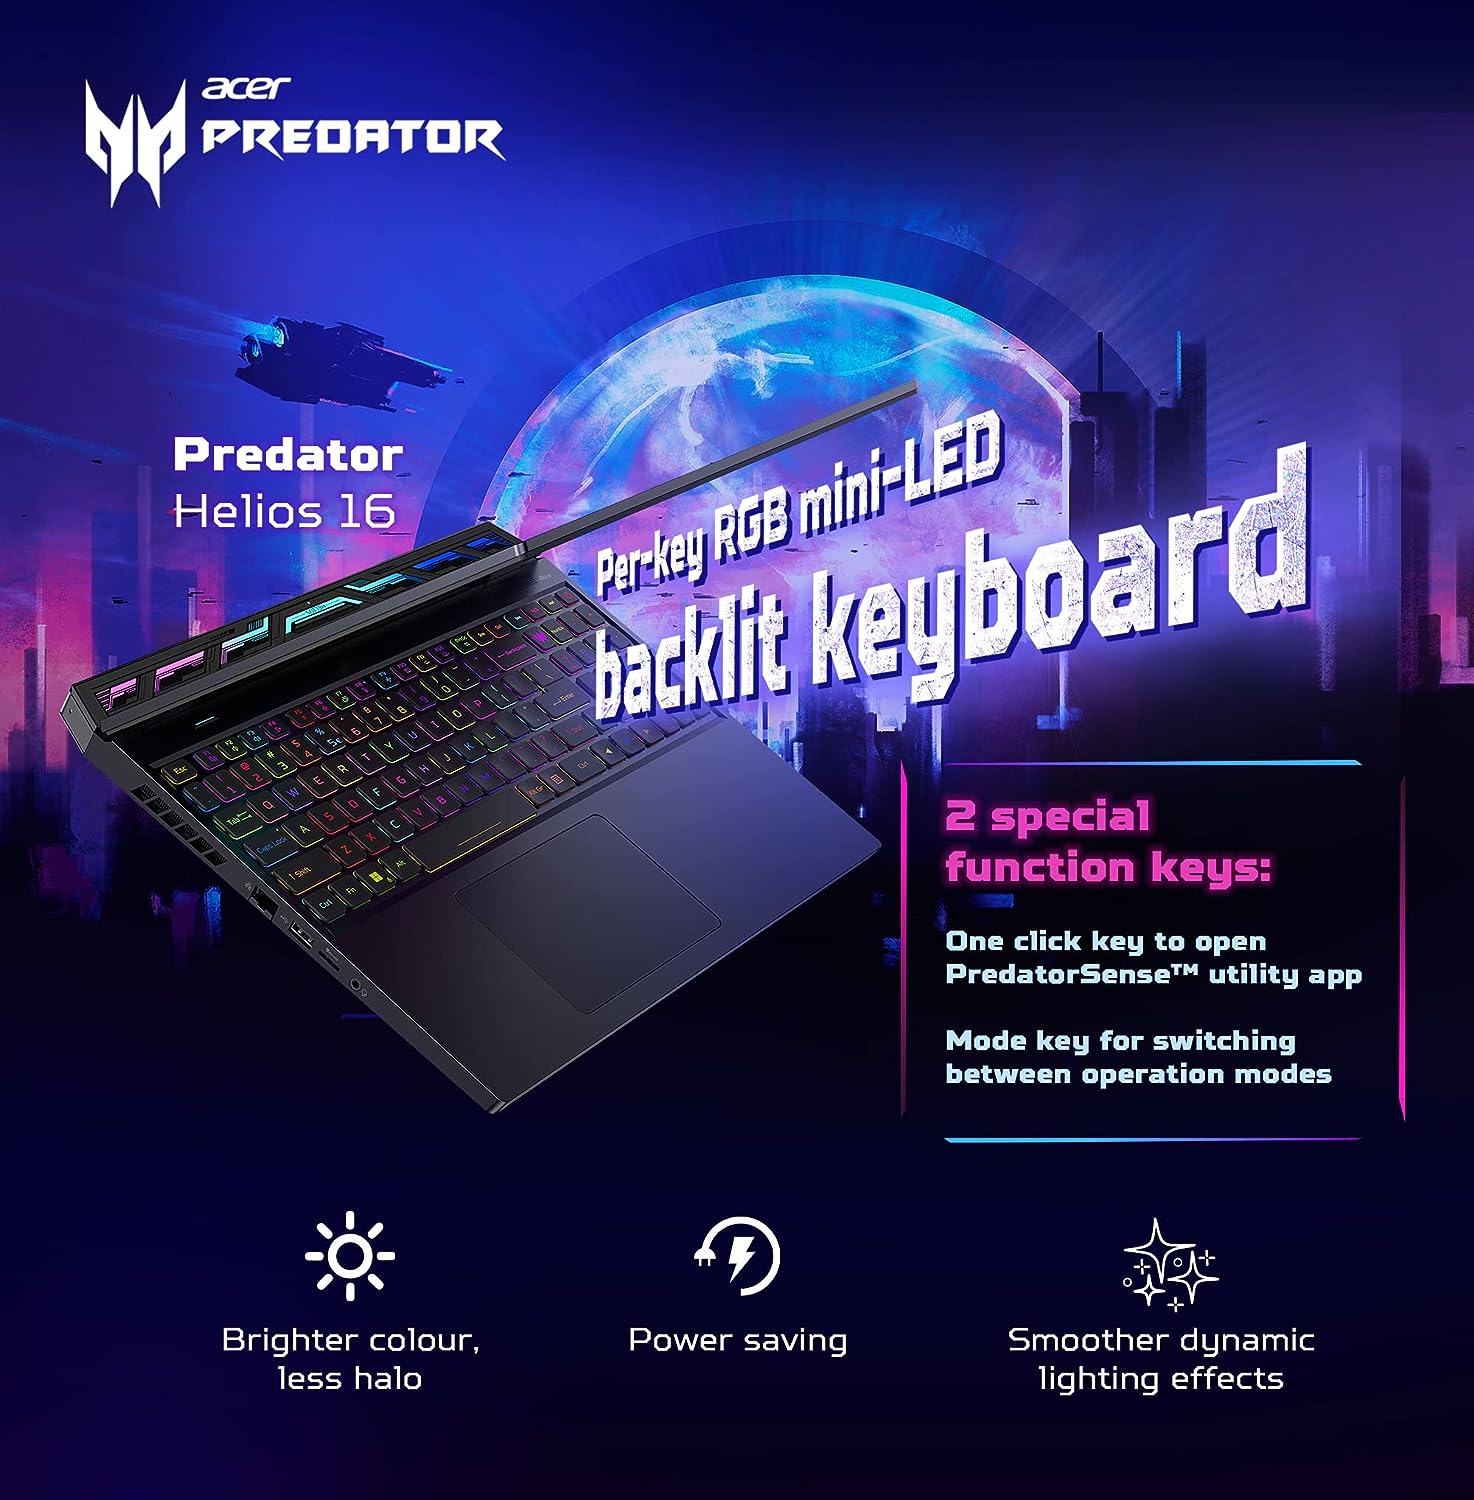 acer
PREDATOR
Predator
Helios 16
Per-key RGB mini-LED
backlit keyboard
2 special
function keys:
One click key to open
PredatorSense™ utility app
Mode key for switching
between operation modes
Brighter colour,
less halo
Power saving
Smoother dynamic
lighting effects